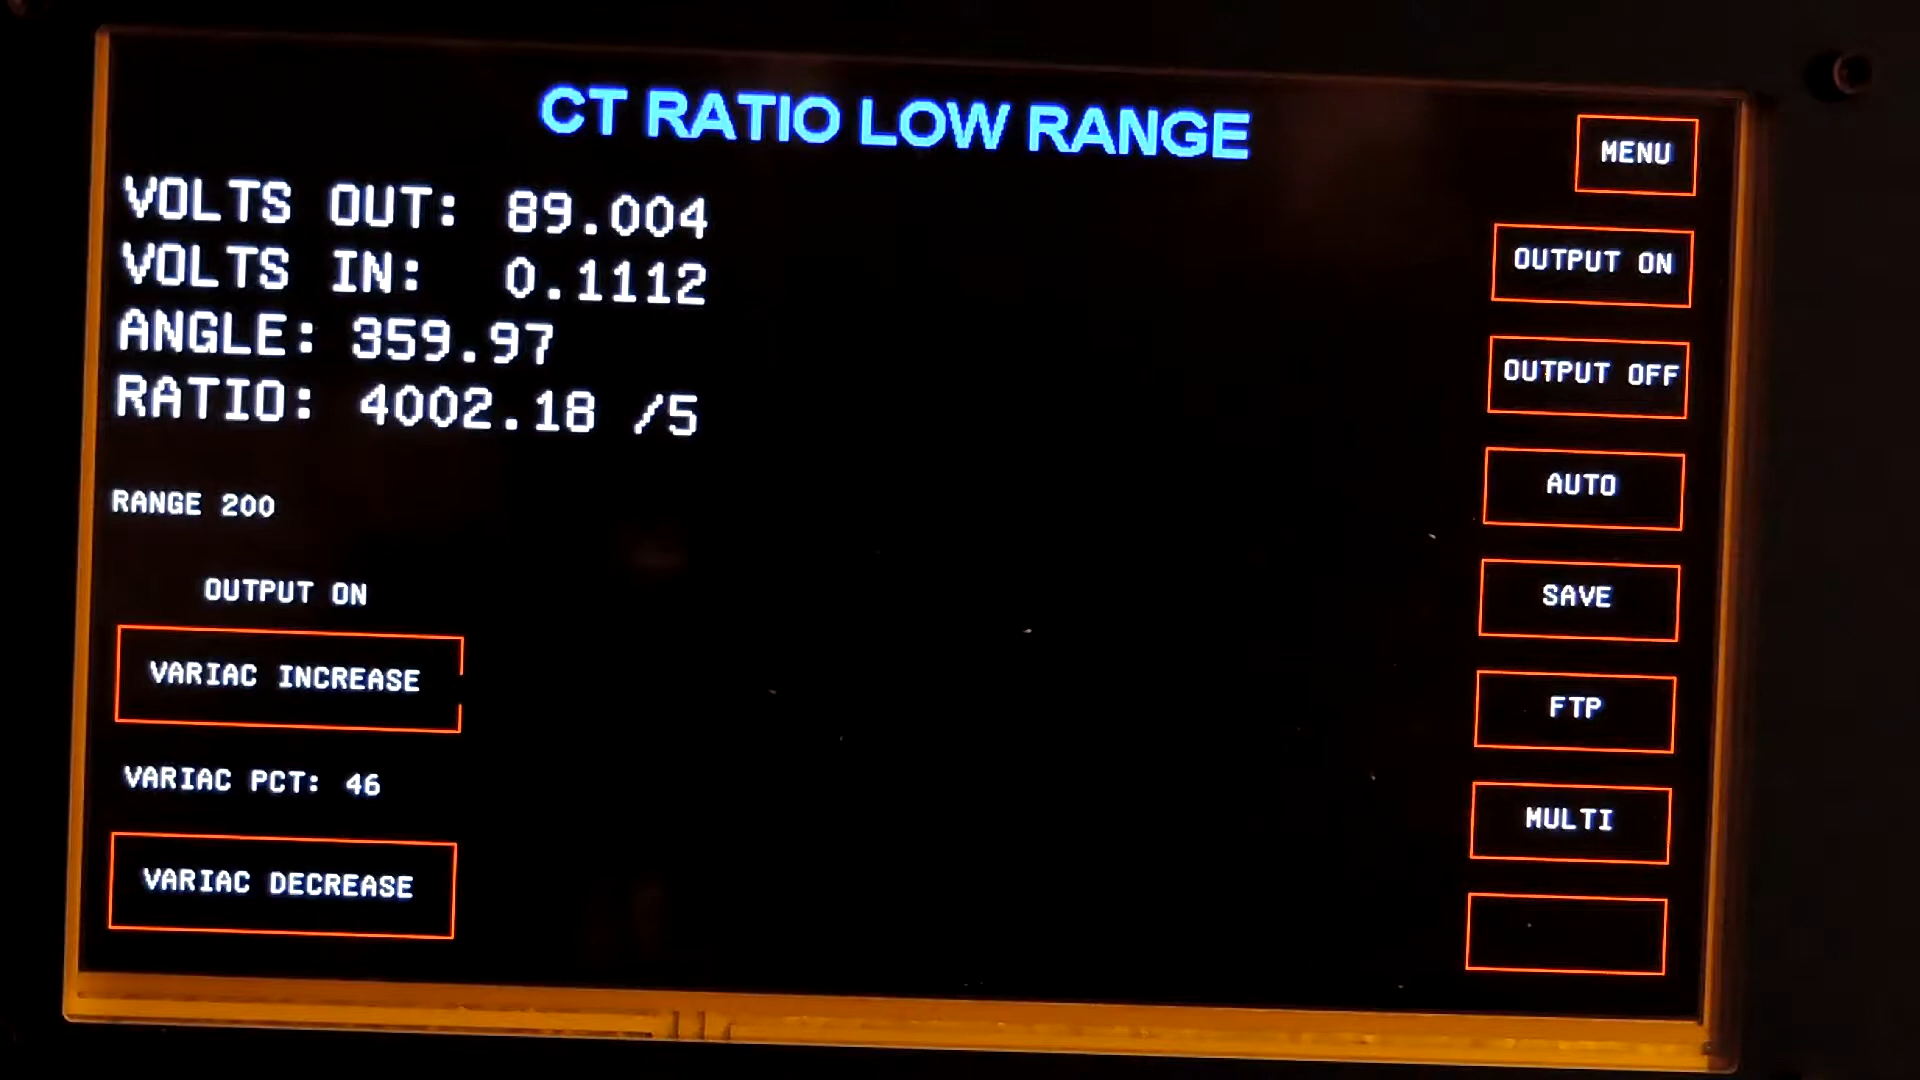 CT RATIO LOW RANGE
MENU
VOLTS OUT: 89.004
VOLTS IN: 0.1112
ANGLE: 359.97
RATIO: 4002.18 /5
RANGE 200
OUTPUT ON
VARIAC INCREASE
VARIAC PCT: 46
VARIAC DECREASE
OUTPUT ON
OUTPUT OFF
AUTO
SAVE
FTP
MULTI